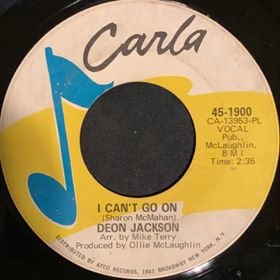 Carla
45-1900
CA-13953-PL
VOCAL
Pub.,
McLaughlin,
BMI
Time: 2:35
I CAN'T GO ON
(Sharon McMahan)
DEON JACKSON
Arr. by Mike Terry
Produced by Ollie McLaughlin
DISTRIBUTED BY ATCO RECORDS, 1841 BROADWAY NEW YORK, N.Y.